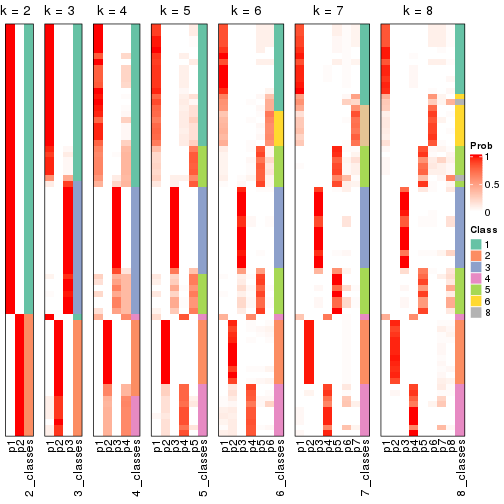 k = 2 k = 3 k = 4 k = 5 k = 6 k = 7 k = 8
Prob
1
0.5
0
Class
1
2
3
4
5
6
8
p1 p2 2_classes
p1 p2 p3 3_classes
p1 p2 p3 p4 4_classes
p1 p2 p3 p4 p5 5_classes
p1 p2 p3 p4 p5 p6 6_classes
p1 p2 p3 p4 p5 p6 p7 7_classes
p1 p2 p3 p4 p5 p6 p7 p8 8_classes